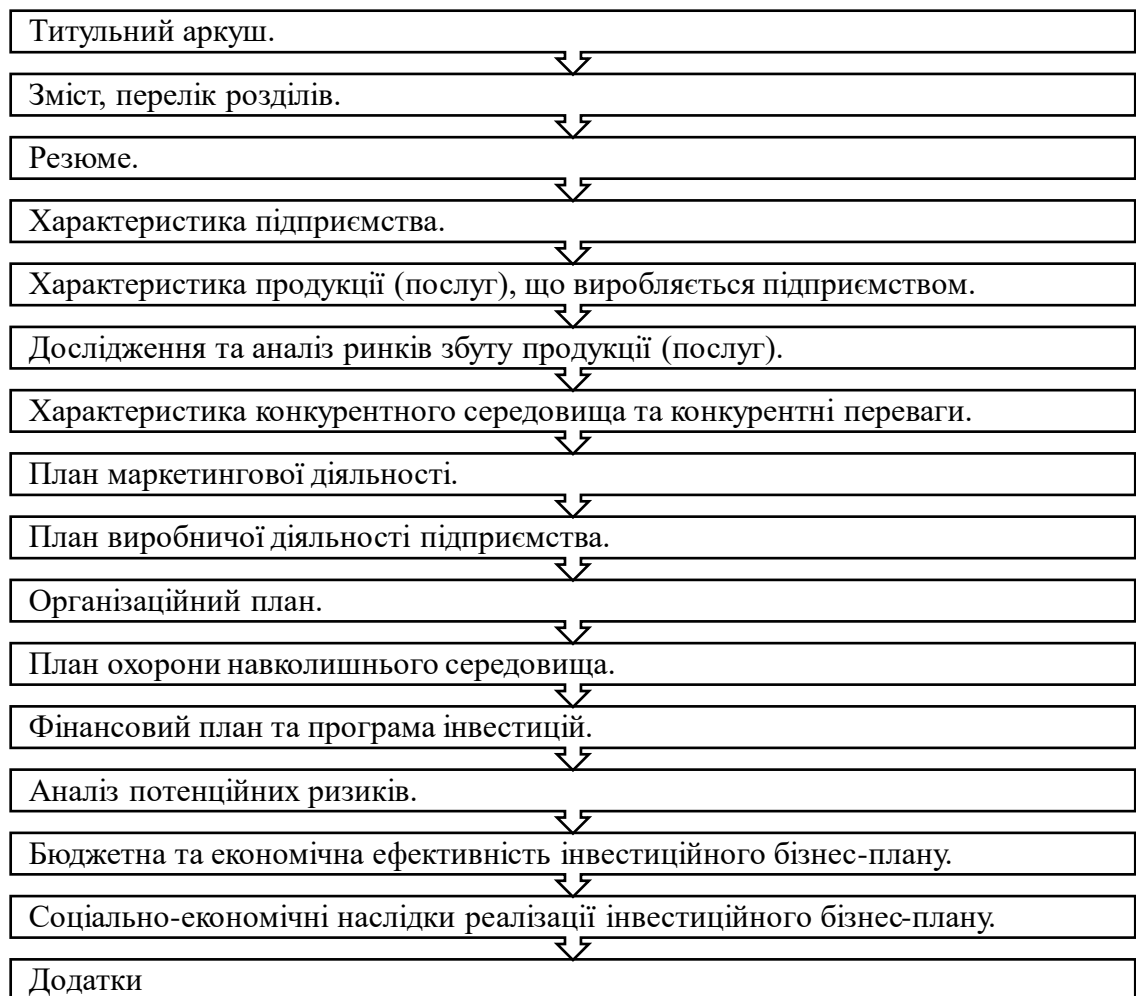 Титульний аркуш.
Зміст, перелік розділів.
Резюме.
Характеристика підприємства.
Характеристика продукції (послуг), що виробляється підприємством.
Дослідження та аналіз ринків збуту продукції (послуг).
Характеристика конкурентного середовища та конкурентні переваги.
План маркетингової діяльності.
План виробничої діяльності підприємства.
Організаційний план.
План охорони навколишнього середовища.
Фінансовий план та програма інвестицій.
Аналіз потенційних ризиків.
Бюджетна та економічна ефективність інвестиційного бізнес-плану.
Соціально-економічні наслідки реалізації інвестиційного бізнес-плану.
Додатки